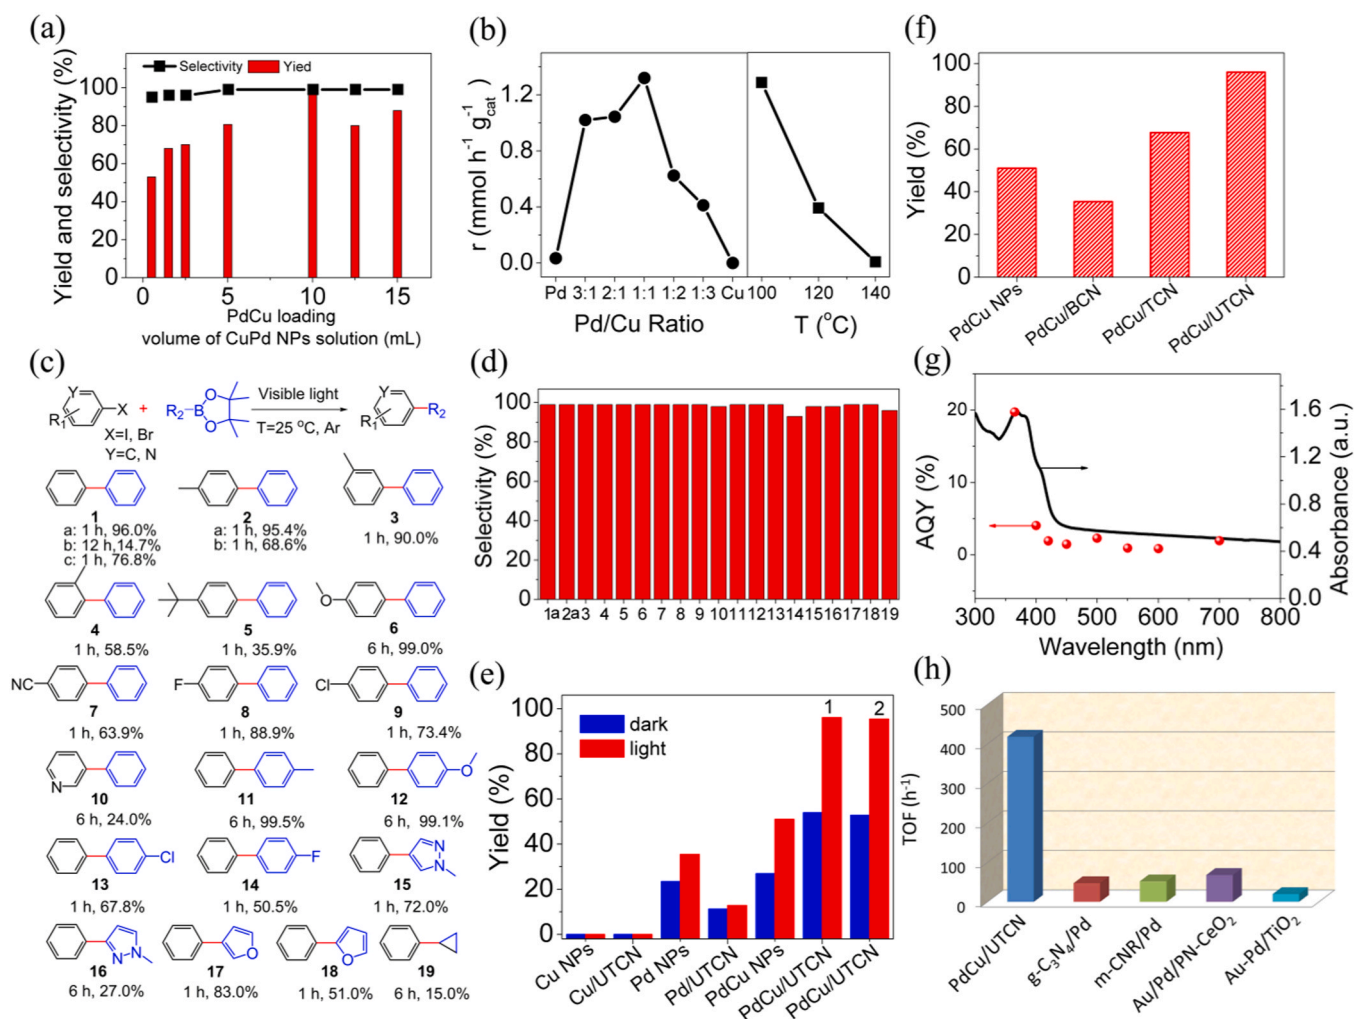 (a)
Yield and selectivity (%)
Selectivity
Yied
100
80
60
40
20
0
0
5
10
15
PdCu loading
volume of CuPd NPs solution (mL)
(b)
r (mmol h⁻¹ g⁻¹cat)
1.2
0.8
0.4
0.0
Pd 3:1 2:1 1:1 1:2 1:3 Cu 100 120 140
Pd/Cu Ratio
T (°C)
(f)
Yield (%)
100
80
60
40
20
0
PdCu NPs
PdCu/BCN
PdCu/TCN
PdCu/UTCN
(c)
Y
R₁
X
+
R₂-B
O
O
Visible light
T=25 °C, Ar
Y
R₁
R₂
X=I, Br
Y=C, N
1
a: 1 h, 96.0%
b: 12 h,14.7%
c: 1 h,76.8%
2
a: 1 h, 95.4%
b: 1 h, 68.6%
3
1 h, 90.0%
4
1 h, 58.5%
5
1 h, 35.9%
O
6
6 h, 99.0%
NC
7
1 h, 63.9%
F
8
1 h, 88.9%
Cl
9
1 h, 73.4%
N
10
6 h, 24.0%
11
6 h, 99.5%
O
12
6 h, 99.1%
Cl
13
1 h, 67.8%
F
14
1 h, 50.5%
N
N
15
1 h, 72.0%
N
N
16
6 h, 27.0%
O
17
1 h, 83.0%
O
18
1 h, 51.0%
19
6 h, 15.0%
(d)
Selectivity (%)
100
80
60
40
20
0
1a 2a 3 4 5 6 7 8 9 10 11 12 13 14 15 16 17 18 19
(g)
AQY (%)
20
10
0
1.6
1.2
0.8
0.4
0.0
Absorbance (a.u.)
300 400 500 600 700 800
Wavelength (nm)
(e)
Yield (%)
100
80
60
40
20
0
dark
light
1
2
Cu NPs
Cu/UTCN
Pd NPs
Pd/UTCN
PdCu NPs
PdCu/UTCN
PdCu/UTCN
(h)
TOF (h⁻¹)
500
400
300
200
100
0
PdCu/UTCN
g-C₃N₄/Pd
m-CNR/Pd
Au/Pd/PN-CeO₂
Au-Pd/TiO₂